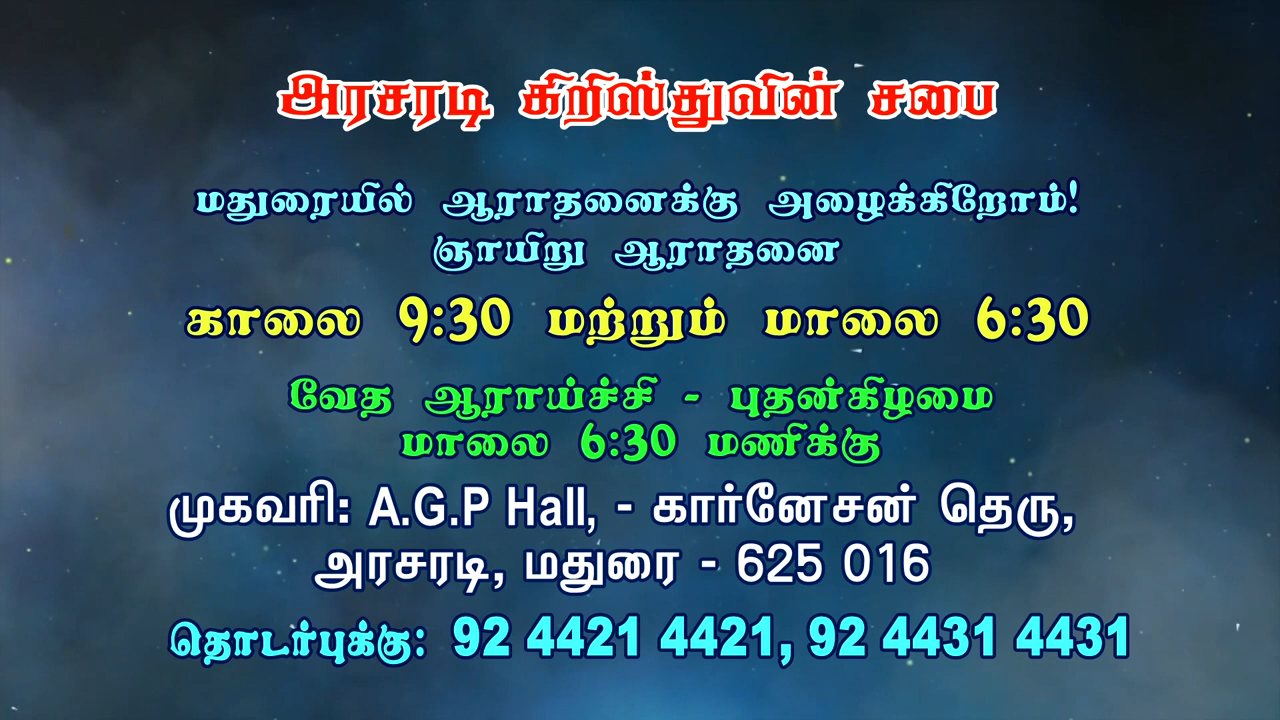 அரசரடி கிறிஸ்துவின் சபை
மதுரையில் ஆராதனைக்கு அழைக்கிறோம்!
ஞாயிறு ஆராதனை
காலை 9:30 மற்றும் மாலை 6:30
வேத ஆராய்ச்சி - புதன்கிழமை
மாலை 6:30 மணிக்கு
முகவரி: A.G.P Hall, - கார்னேசன் தெரு,
அரசரடி, மதுரை - 625 016
தொடர்புக்கு: 92 4421 4421, 92 4431 4431